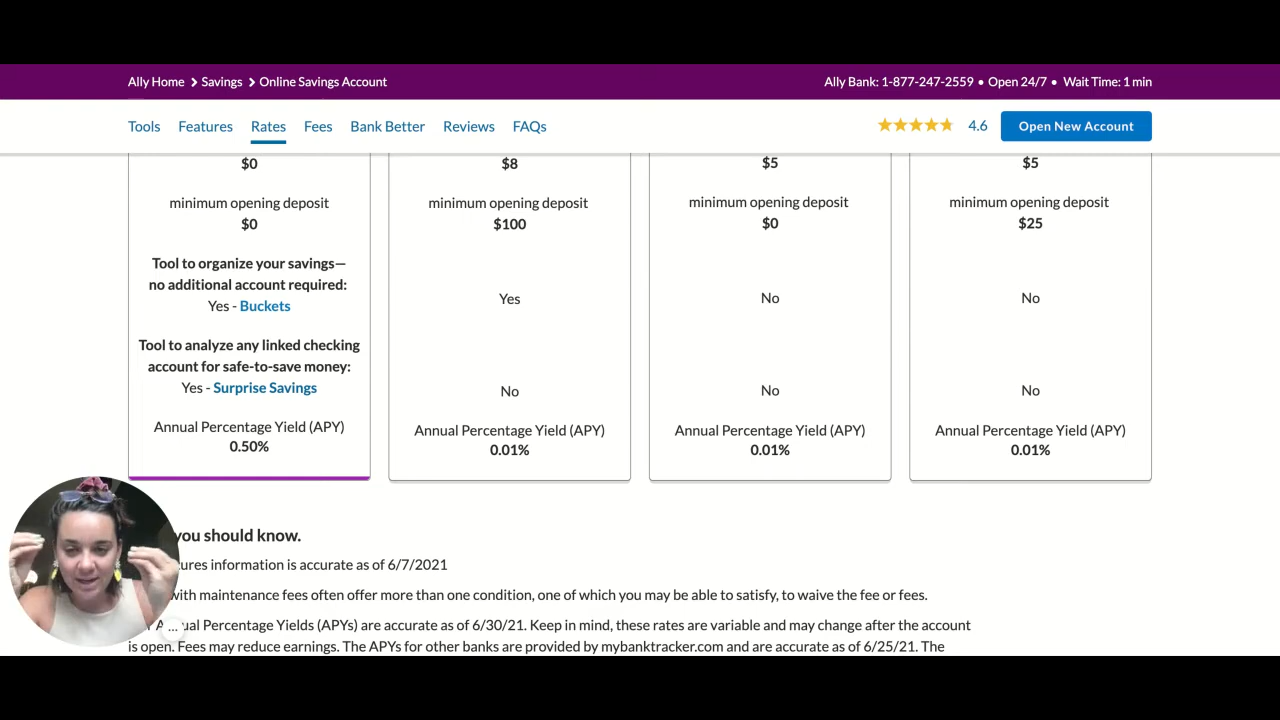 Ally Home > Savings > Online Savings Account
Ally Bank: 1-877-247-2559 • Open 24/7 • Wait Time: 1 min
Tools Features Rates Fees Bank Better Reviews FAQs
4.6 Open New Account
$0 $8 $5 $5
minimum opening deposit minimum opening deposit minimum opening deposit minimum opening deposit
$0 $100 $0 $25
Tool to organize your savings—
no additional account required:
Yes - Buckets Yes No No
Tool to analyze any linked checking
account for safe-to-save money:
Yes - Surprise Savings No No No
Annual Percentage Yield (APY) Annual Percentage Yield (APY) Annual Percentage Yield (APY) Annual Percentage Yield (APY)
0.50% 0.01% 0.01% 0.01%
you should know.
information is accurate as of 6/7/2021
with maintenance fees often offer more than one condition, one of which you may be able to satisfy, to waive the fee or fees.
Percentage Yields (APYs) are accurate as of 6/30/21. Keep in mind, these rates are variable and may change after the account
is open. Fees may reduce earnings. The APYs for other banks are provided by mybanktracker.com and are accurate as of 6/25/21. The